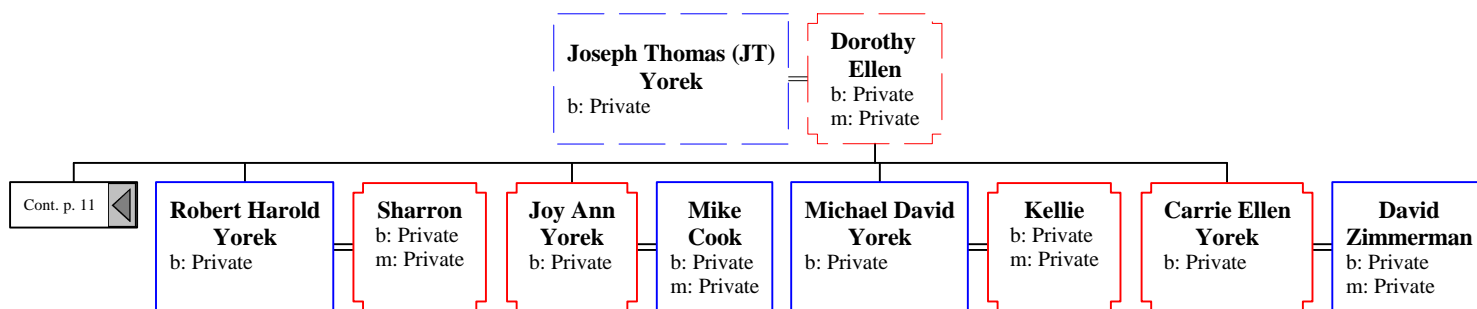 Joseph Thomas (JT)
Yorek
b: Private
Dorothy
Ellen
b: Private
m: Private
Cont. p. 11
Robert Harold
Yorek
b: Private
Sharron
b: Private
m: Private
Joy Ann
Yorek
b: Private
Mike
Cook
b: Private
m: Private
Michael David
Yorek
b: Private
Kellie
b: Private
m: Private
Carrie Ellen
Yorek
b: Private
David
Zimmerman
b: Private
m: Private